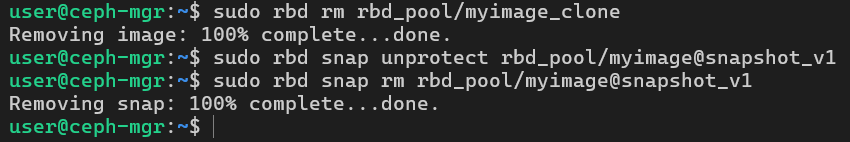 user@ceph-mgr:~$ sudo rbd rm rbd_pool/myimage_clone
Removing image: 100% complete...done.
user@ceph-mgr:~$ sudo rbd snap unprotect rbd_pool/myimage@snapshot_v1
user@ceph-mgr:~$ sudo rbd snap rm rbd_pool/myimage@snapshot_v1
Removing snap: 100% complete...done.
user@ceph-mgr:~$